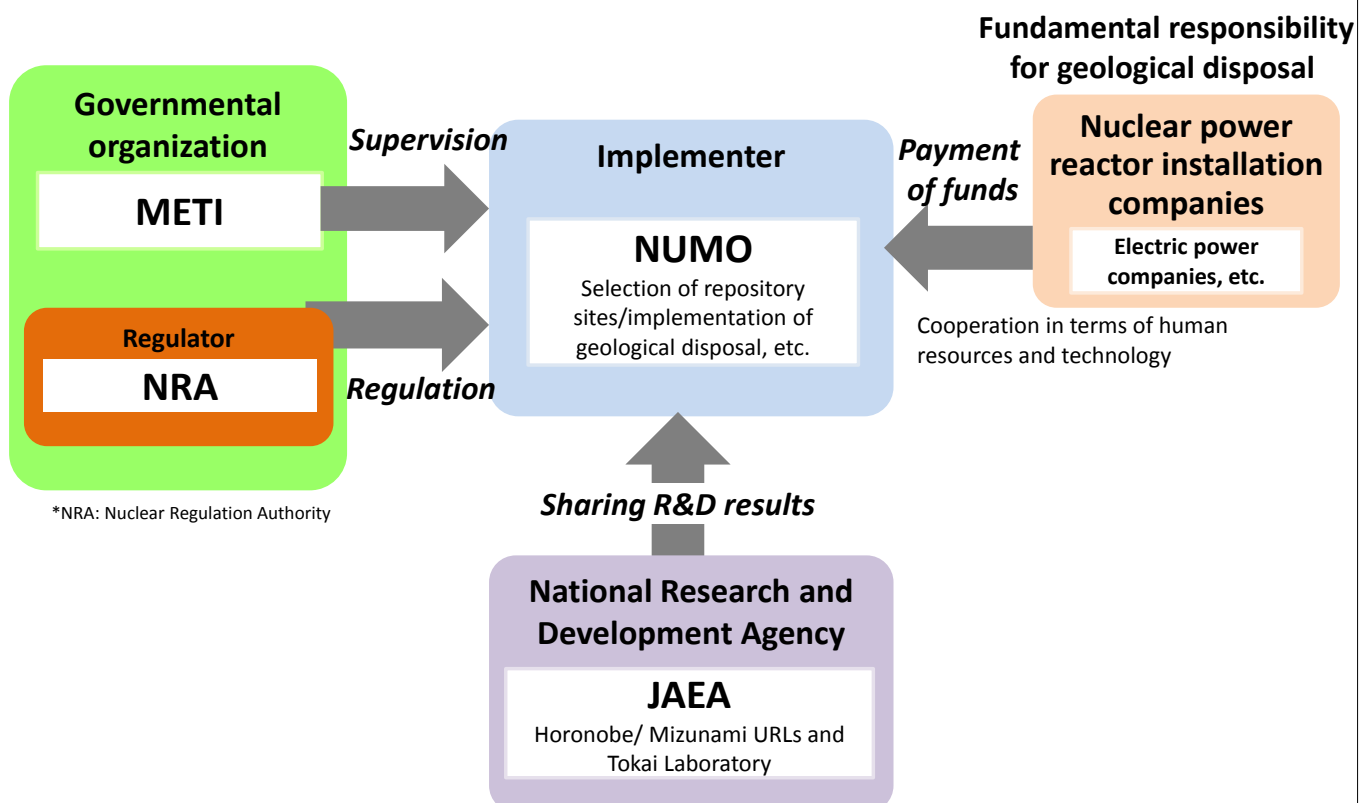 Fundamental responsibility
for geological disposal
Governmental
organization
METI
Regulator
NRA
*NRA: Nuclear Regulation Authority
Supervision
Regulation
Implementer
NUMO
Selection of repository
sites/implementation of
geological disposal, etc.
Payment
of funds
Nuclear power
reactor installation
companies
Electric power
companies, etc.
Cooperation in terms of human
resources and technology
Sharing R&D results
National Research and
Development Agency
JAEA
Horonobe/ Mizunami URLs and
Tokai Laboratory